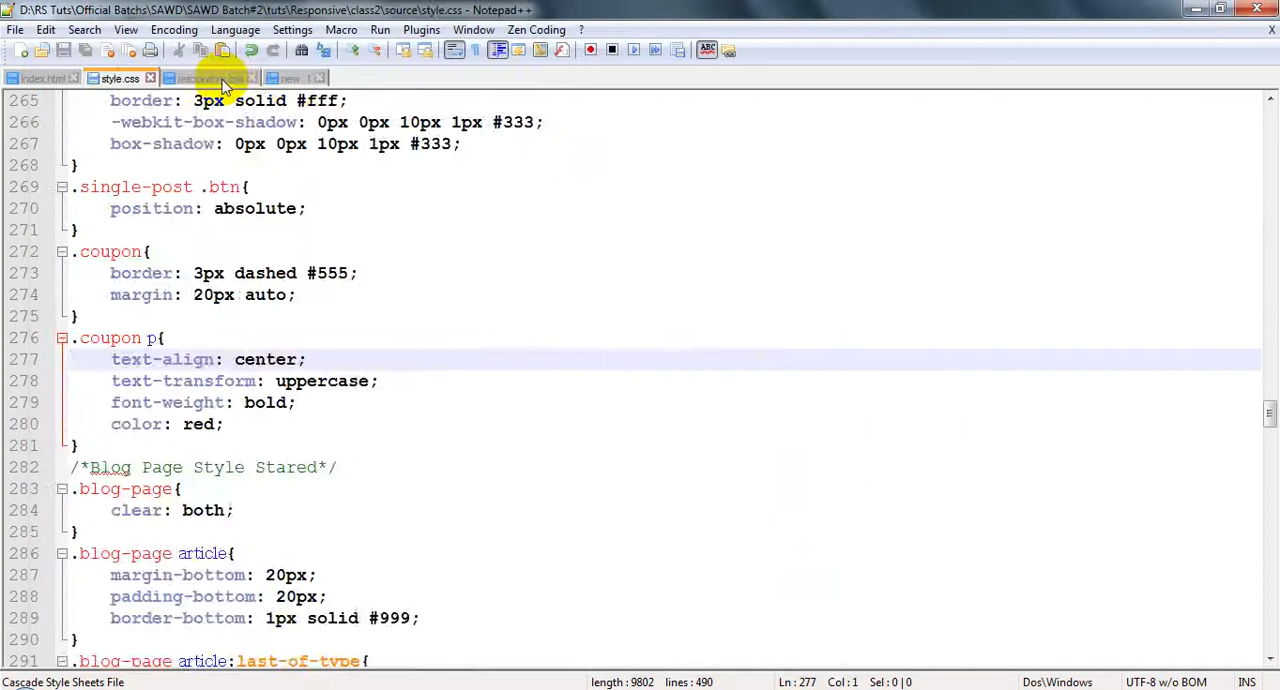 D:\RS Tuts\Official Batchs\SAWD\SAWD Batch#2\tuts\Responsive\class2\source\style.css - Notepad++
File Edit Search View Encoding Language Settings Macro Run Plugins Window Zen Coding ? X
index.html style.css new 1
265 border: 3px solid #fff;
266 -webkit-box-shadow: 0px 0px 10px 1px #333;
267 box-shadow: 0px 0px 10px 1px #333;
268 }
269 .single-post .btn{
270 position: absolute;
271 }
272 .coupon{
273 border: 3px dashed #555;
274 margin: 20px auto;
275 }
276 .coupon p{
277 text-align: center;
278 text-transform: uppercase;
279 font-weight: bold;
280 color: red;
281 }
282 /*Blog Page Style Stared*/
283 .blog-page{
284 clear: both;
285 }
286 .blog-page article{
287 margin-bottom: 20px;
288 padding-bottom: 20px;
289 border-bottom: 1px solid #999;
290 }
291 .blog-page article:last-of-type{
Cascade Style Sheets File length : 9802 lines : 490 Ln : 277 Col : 1 Sel : 0 | 0 Dos\Windows UTF-8 w/o BOM INS